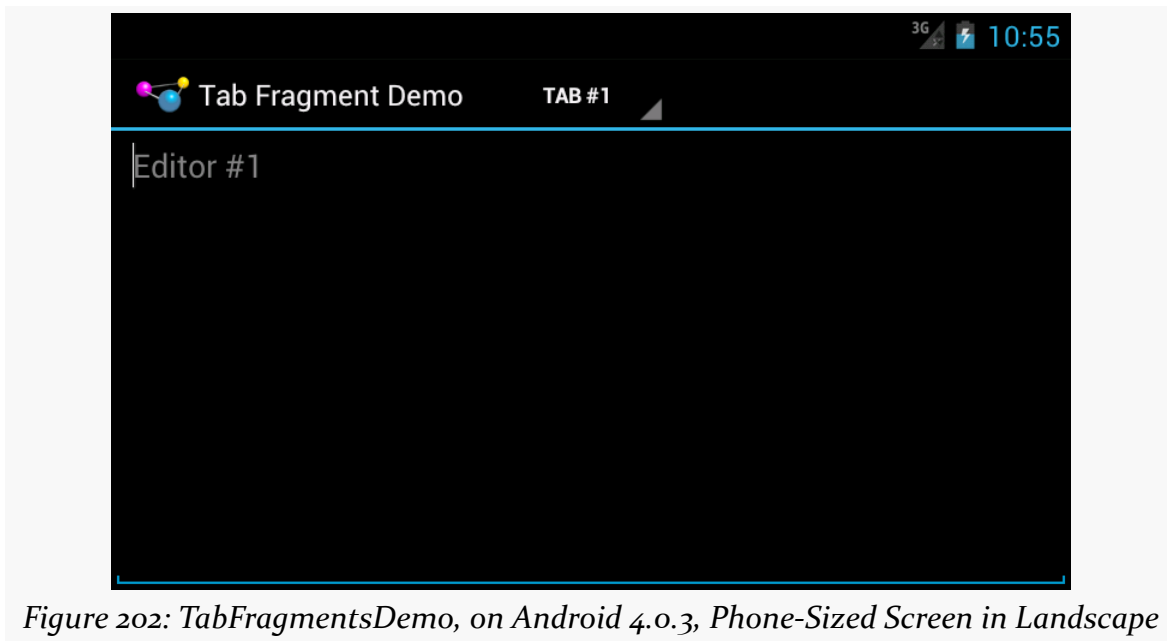 3G 10:55
Tab Fragment Demo TAB #1
Editor #1
Figure 202: TabFragmentsDemo, on Android 4.0.3, Phone-Sized Screen in Landscape